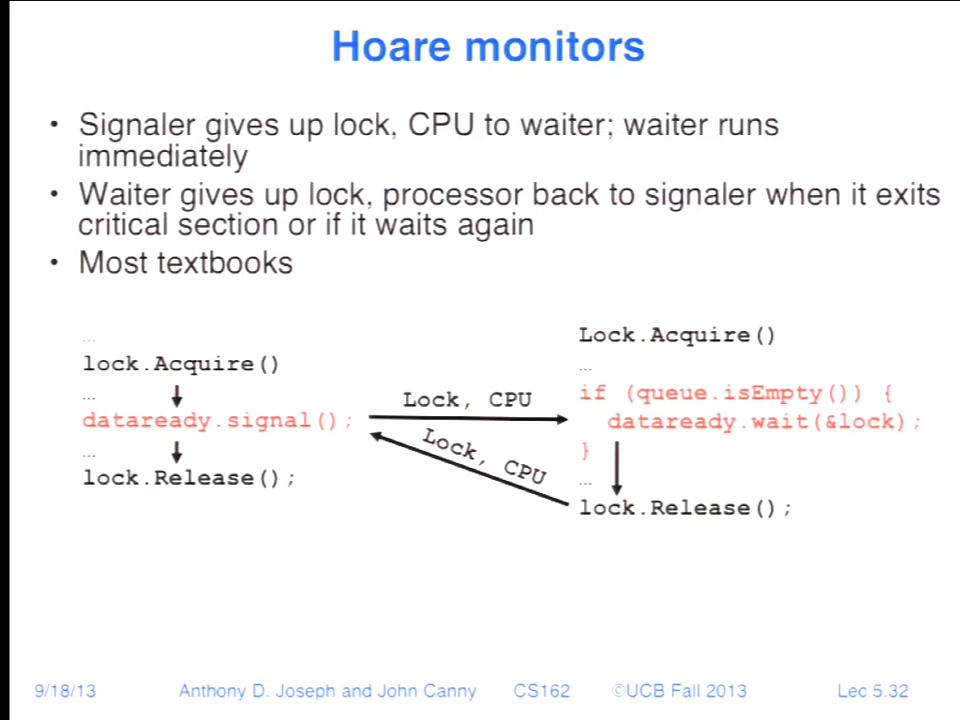 Hoare monitors
• Signaler gives up lock, CPU to waiter; waiter runs
immediately
• Waiter gives up lock, processor back to signaler when it exits
critical section or if it waits again
• Most textbooks
…
lock.Acquire()
…
dataready.signal();
…
lock.Release();
Lock, CPU
Lock, CPU
Lock.Acquire()
…
if (queue.isEmpty()) {
dataready.wait(&lock);
}
…
lock.Release();
9/18/13 Anthony D. Joseph and John Canny CS162 ©UCB Fall 2013 Lec 5.32